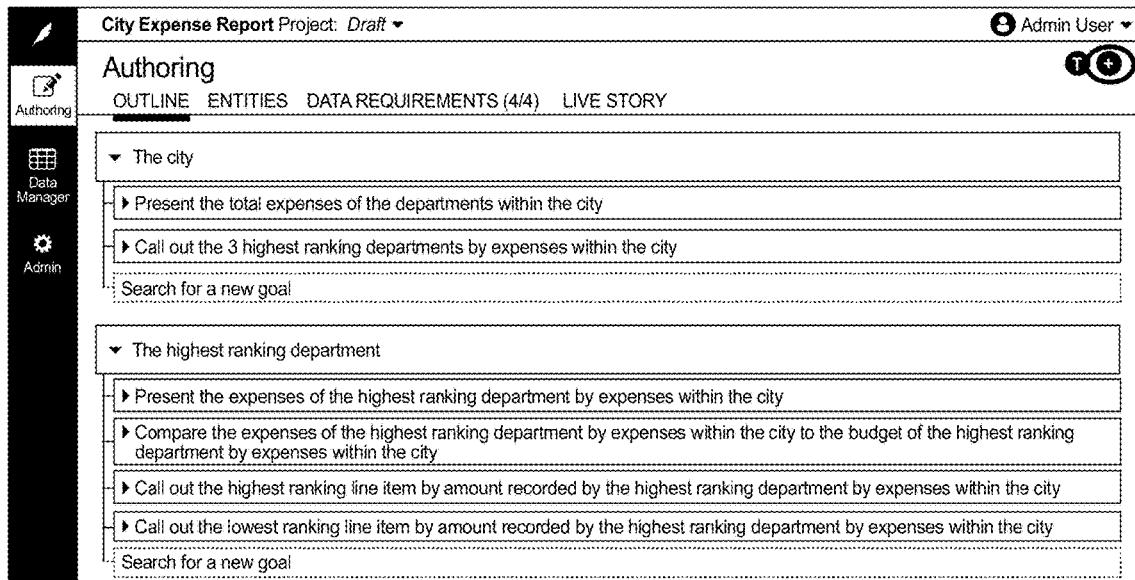 City Expense Report Project: Draft
Admin User
Authoring
T +
OUTLINE ENTITIES DATA REQUIREMENTS (4/4) LIVE STORY
Authoring
Data
Manager
Admin
The city
Present the total expenses of the departments within the city
Call out the 3 highest ranking departments by expenses within the city
Search for a new goal
The highest ranking department
Present the expenses of the highest ranking department by expenses within the city
Compare the expenses of the highest ranking department by expenses within the city to the budget of the highest ranking
department by expenses within the city
Call out the highest ranking line item by amount recorded by the highest ranking department by expenses within the city
Call out the lowest ranking line item by amount recorded by the highest ranking department by expenses within the city
Search for a new goal